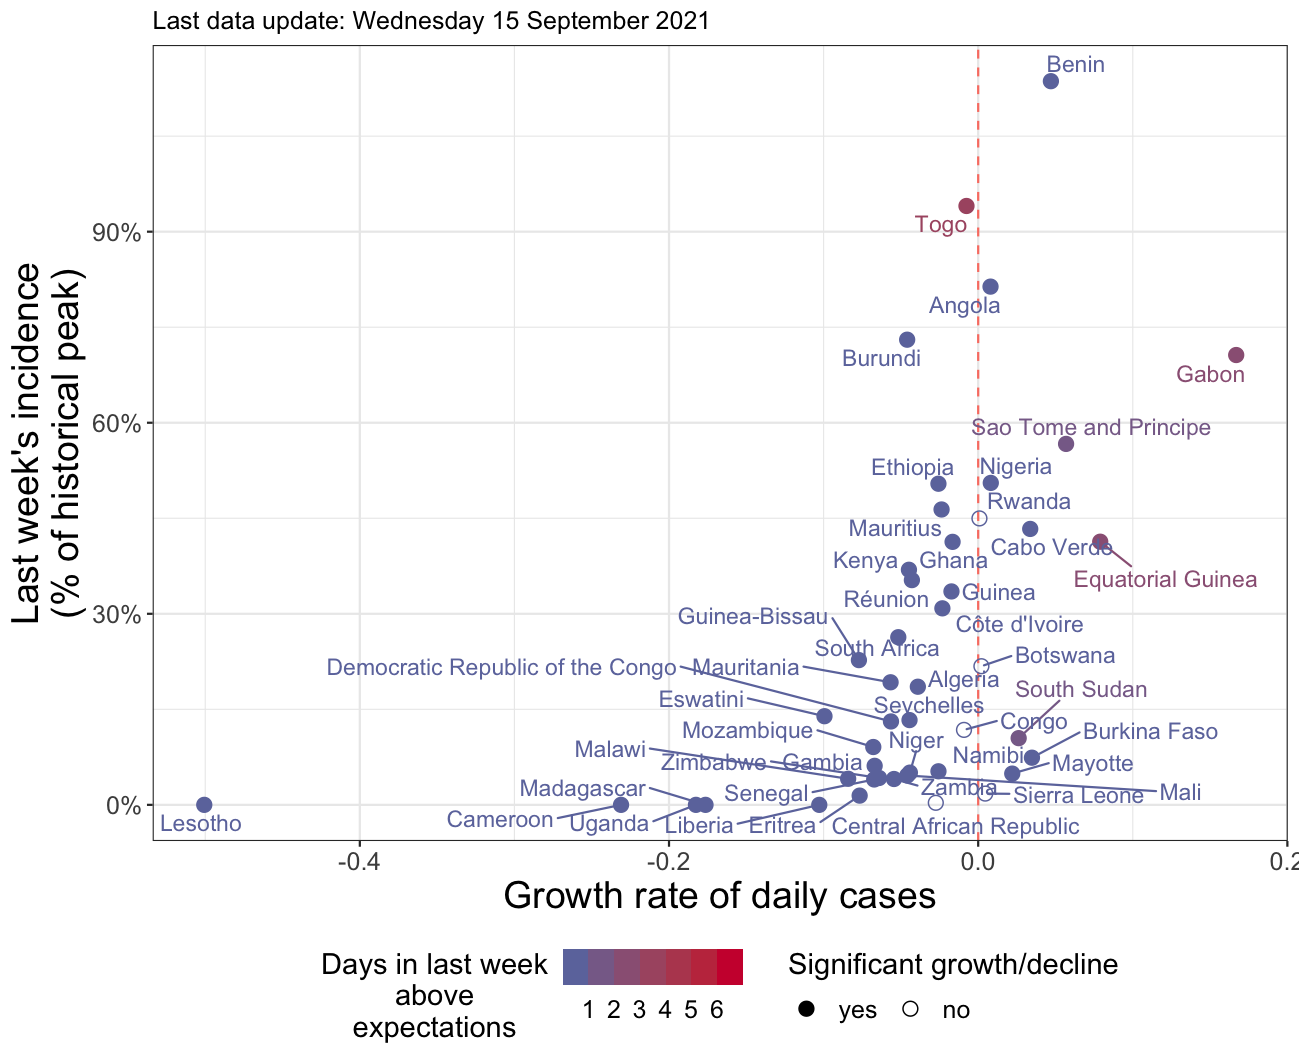 Last data update: Wednesday 15 September 2021
Benin
90%
Togo
Angola
Burundi
Gabon
60%
Sao Tome and Principe
Ethiopia
Nigeria
Rwanda
Mauritius
Cabo Verde
Kenya
Ghana
Equatorial Guinea
Réunion
Guinea
30%
Guinea-Bissau
Côte d'Ivoire
South Africa
Botswana
Democratic Republic of the Congo
Mauritania
Algeria
South Sudan
Eswatini
Seychelles
Congo
Mozambique
Burkina Faso
Niger
Malawi
Namibia
Zimbabwe
Gambia
Mayotte
Madagascar
Senegal
Zambia
Sierra Leone
Mali
0%
Lesotho
Cameroon
Uganda
Liberia
Eritrea
Central African Republic
Last week's incidence
(% of historical peak)
-0.4
-0.2
0.0
0.2
Growth rate of daily cases
Days in last week
above
expectations
1 2 3 4 5 6
Significant growth/decline
yes
no